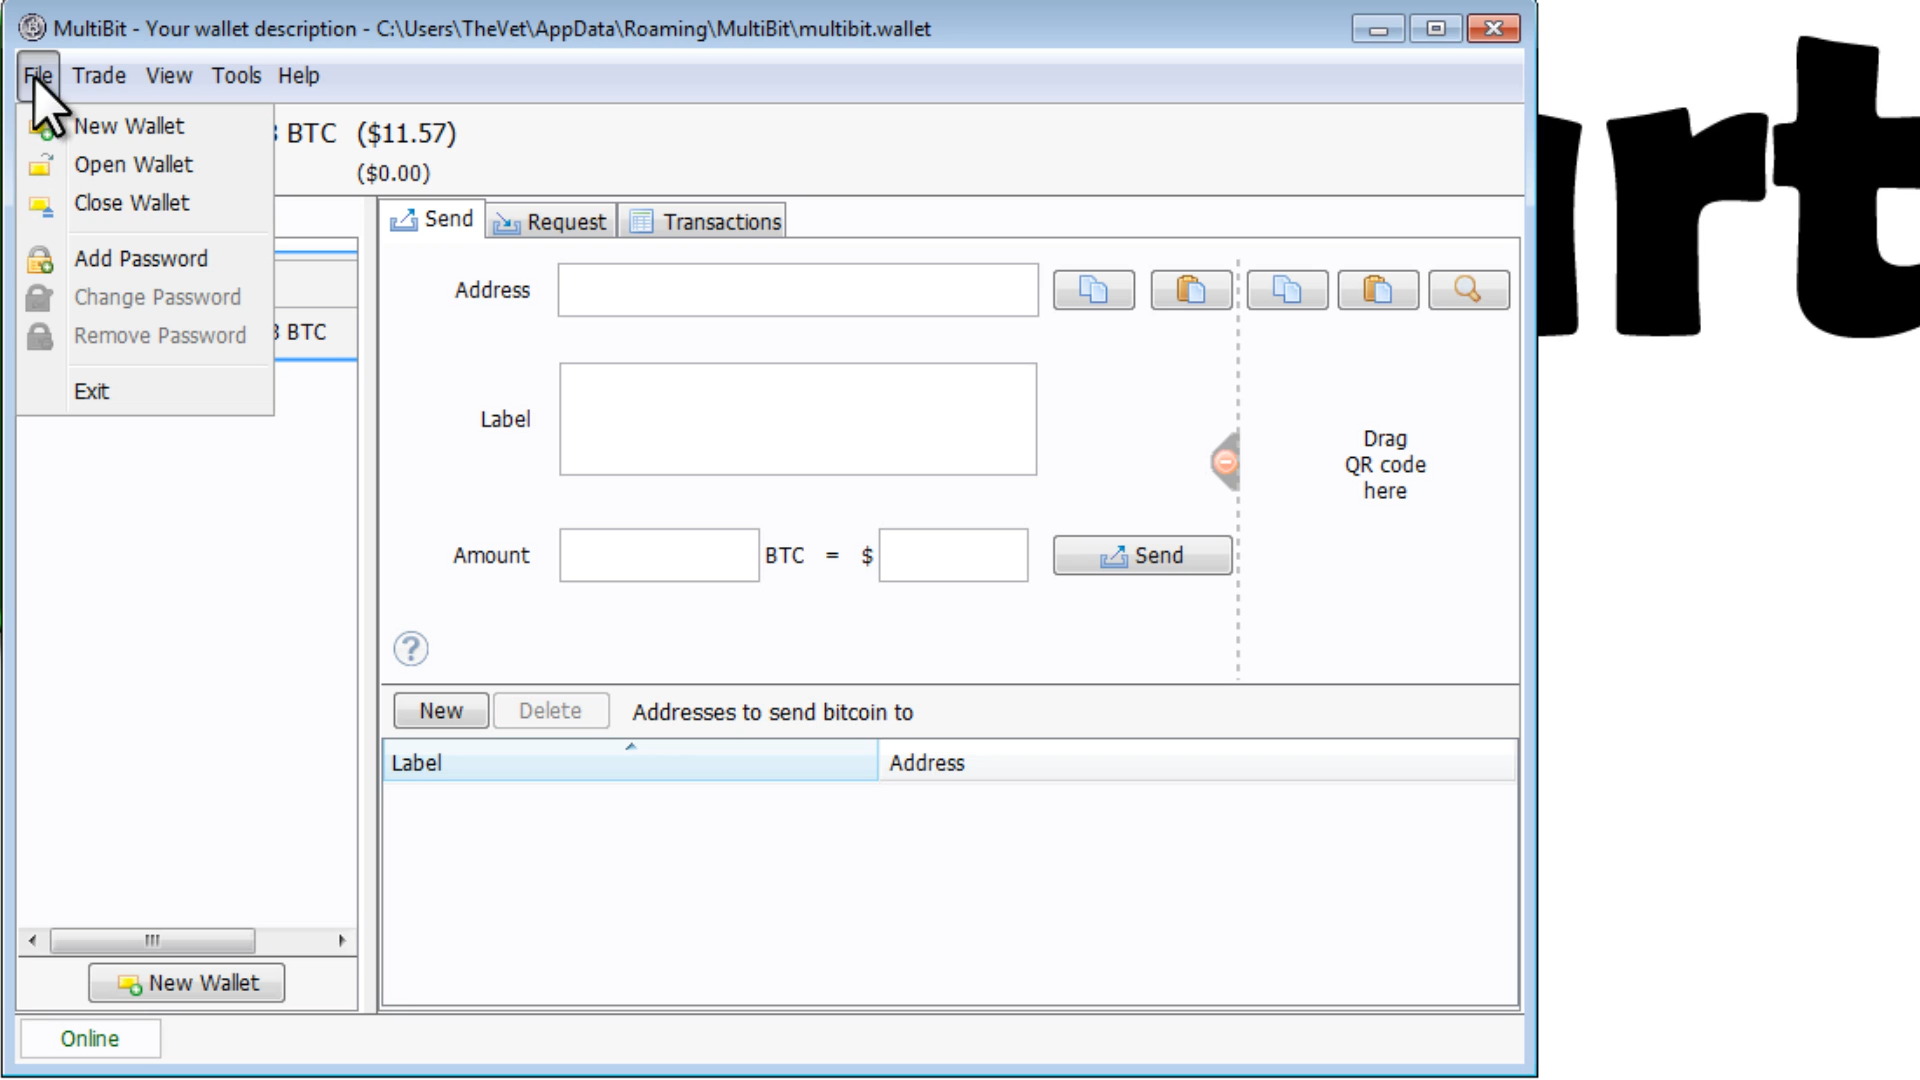 MultiBit - Your wallet description - C:\Users\TheVet\AppData\Roaming\MultiBit\multibit.wallet
File Trade View Tools Help
New Wallet
Open Wallet
Close Wallet
Add Password
Change Password
Remove Password
Exit
BTC ($11.57)
($0.00)
3 BTC
Send Request Transactions
Address
Label
Amount BTC = $ Send
Drag
QR code
here
New Delete Addresses to send bitcoin to
Label Address
New Wallet
Online
art